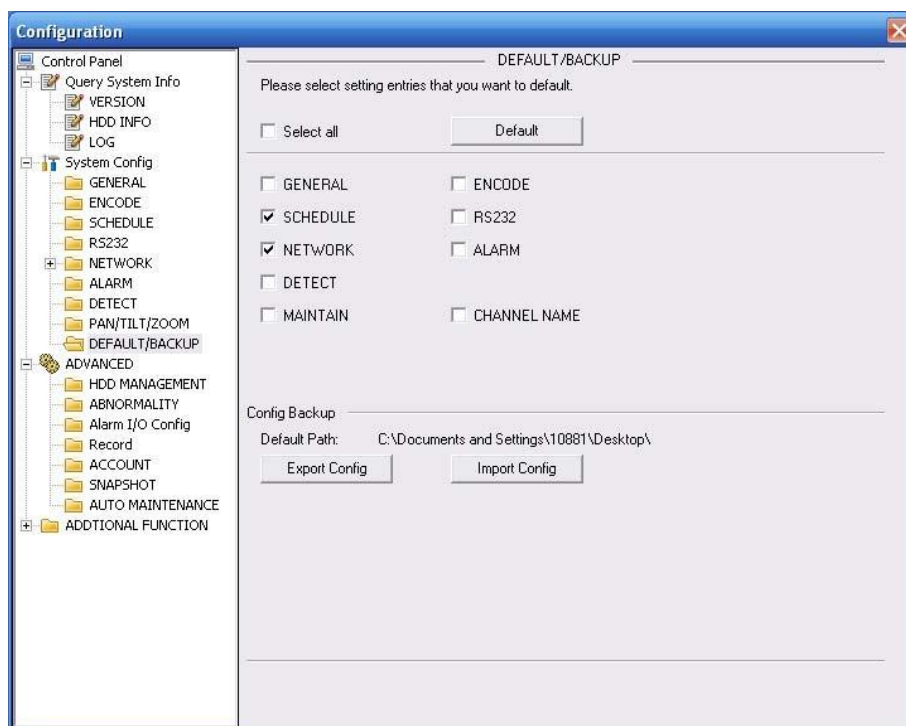 Configuration
Control Panel
Query System Info
VERSION
HDD INFO
LOG
System Config
GENERAL
ENCODE
SCHEDULE
RS232
NETWORK
ALARM
DETECT
PAN/TILT/ZOOM
DEFAULT/BACKUP
ADVANCED
HDD MANAGEMENT
ABNORMALITY
Alarm I/O Config
Record
ACCOUNT
SNAPSHOT
AUTO MAINTENANCE
ADDTIONAL FUNCTION
DEFAULT/BACKUP
Please select setting entries that you want to default.
Select all Default
GENERAL ENCODE
SCHEDULE RS232
NETWORK ALARM
DETECT
MAINTAIN CHANNEL NAME
Config Backup
Default Path: C:\Documents and Settings\10881\Desktop\
Export Config Import Config